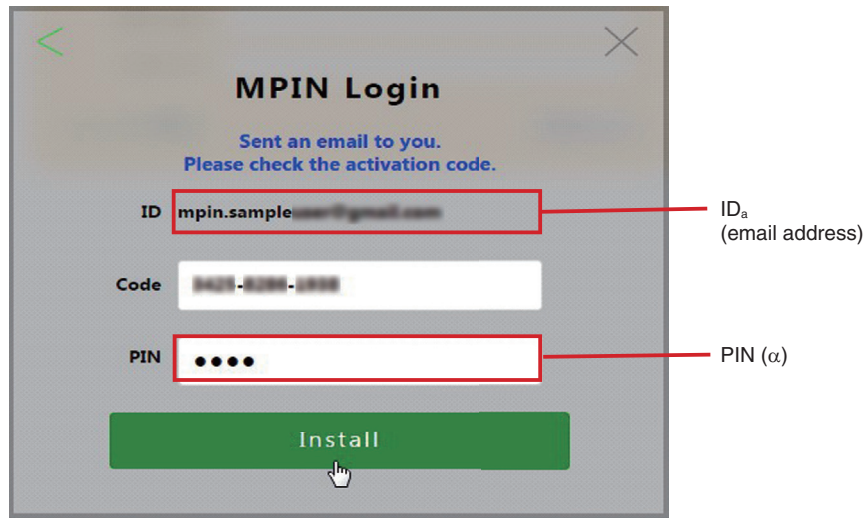 MPIN Login
Sent an email to you.
Please check the activation code.
ID mpin.sample
IDₐ
(email address)
Code
PIN
PIN (α)
Install